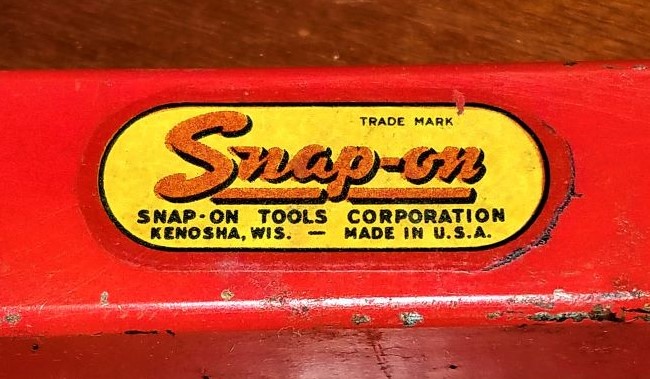 TRADE MARK
Snap-on
SNAP-ON TOOLS CORPORATION
KENOSHA, WIS. — MADE IN U.S.A.